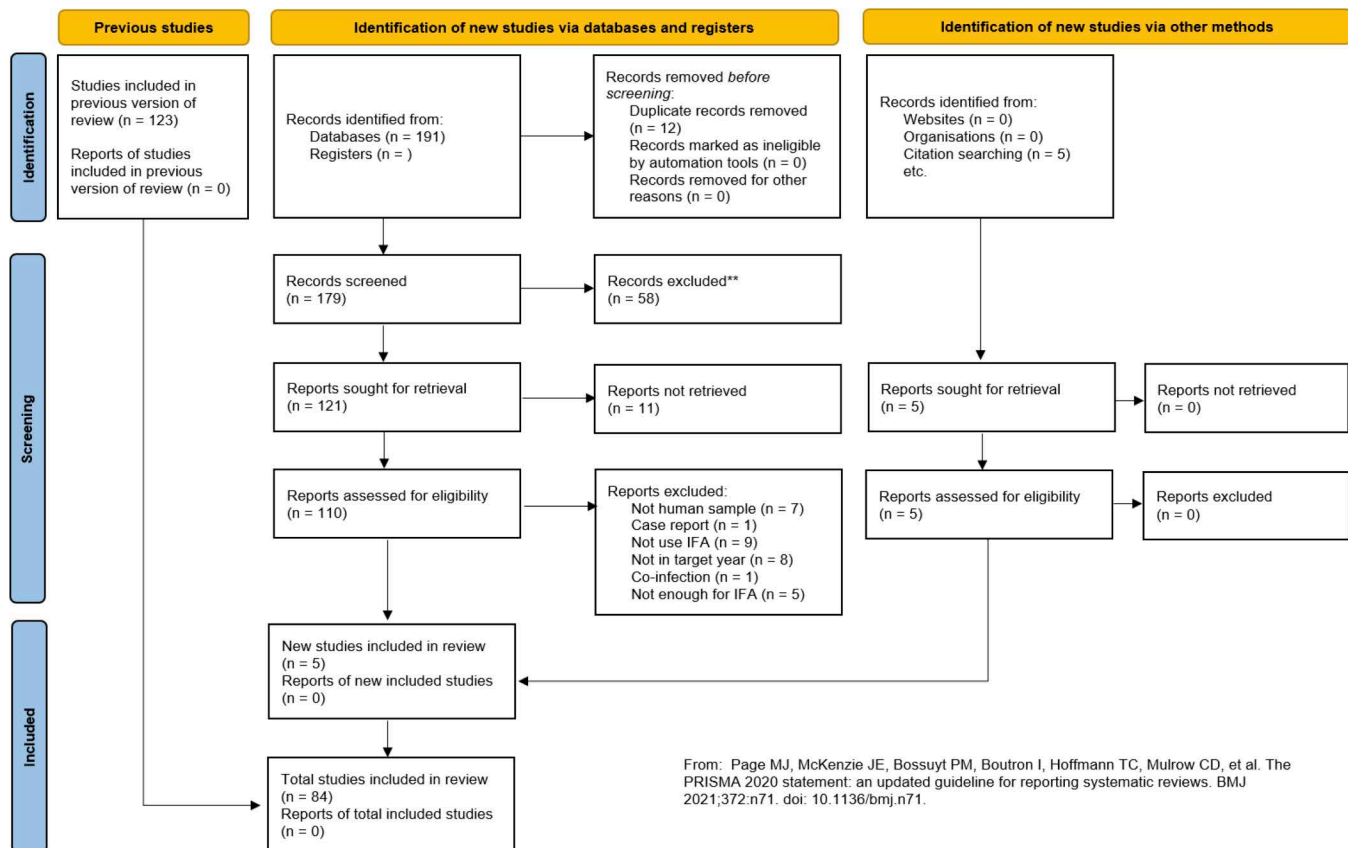 Previous studies
Identification of new studies via databases and registers
Identification of new studies via other methods
Identification
Studies included in
previous version of
review (n = 123)
Reports of studies
included in previous
version of review (n = 0)
Records identified from:
Databases (n = 191)
Registers (n = )
Records removed before
screening:
Duplicate records removed
(n = 12)
Records marked as ineligible
by automation tools (n = 0)
Records removed for other
reasons (n = 0)
Records identified from:
Websites (n = 0)
Organisations (n = 0)
Citation searching (n = 5)
etc.
Screening
Records screened
(n = 179)
Records excluded**
(n = 58)
Reports sought for retrieval
(n = 121)
Reports not retrieved
(n = 11)
Reports sought for retrieval
(n = 5)
Reports not retrieved
(n = 0)
Reports assessed for eligibility
(n = 110)
Reports excluded:
Not human sample (n = 7)
Case report (n = 1)
Not use IFA (n = 9)
Not in target year (n = 8)
Co-infection (n = 1)
Not enough for IFA (n = 5)
Reports assessed for eligibility
(n = 5)
Reports excluded
(n = 0)
Included
New studies included in review
(n = 5)
Reports of new included studies
(n = 0)
Total studies included in review
(n = 84)
Reports of total included studies
(n = 0)
From: Page MJ, McKenzie JE, Bossuyt PM, Boutron I, Hoffmann TC, Mulrow CD, et al. The
PRISMA 2020 statement: an updated guideline for reporting systematic reviews. BMJ
2021;372:n71. doi: 10.1136/bmj.n71.